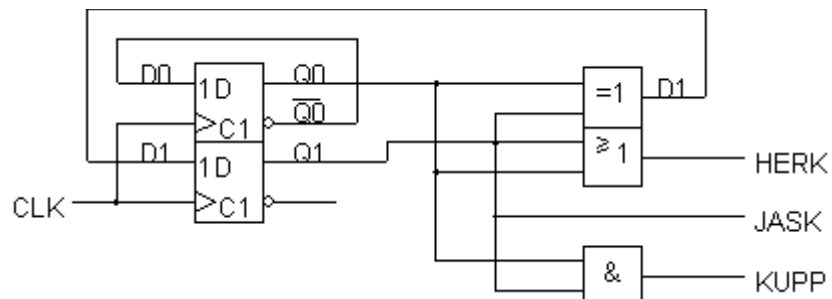 D0 1D Q0 =1 D1
Q0
>C1
D1 1D Q1 ≥1 HERK
CLK >C1
JASK
& KUPP